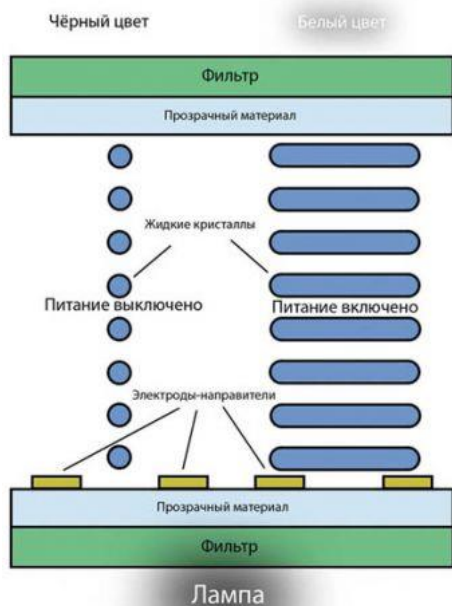 Чёрный цвет
Белый цвет
Фильтр
Прозрачный материал
Жидкие кристаллы
Питание выключено
Питание включено
Электроды-направители
Прозрачный материал
Фильтр
Лампа